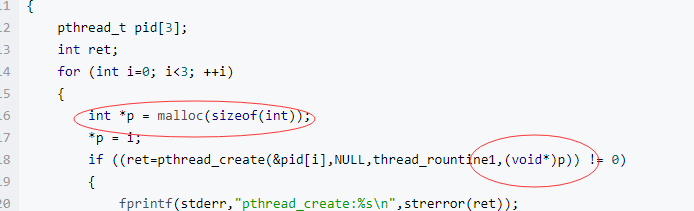 11 {
12 pthread_t pid[3];
13 int ret;
14 for (int i=0; i<3; ++i)
15 {
16 int *p = malloc(sizeof(int));
17 *p = i;
18 if ((ret=pthread_create(&pid[i],NULL,thread_rountine1,(void*)p)) != 0)
19 {
20 fprintf(stderr,"pthread_create:%s\n",strerror(ret));